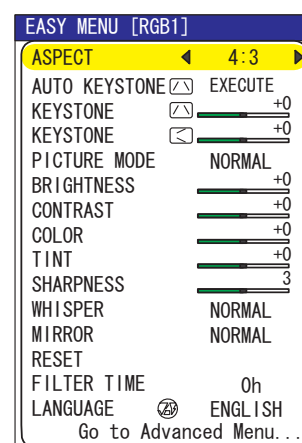 EASY MENU [RGB1]
ASPECT 4:3
AUTO KEYSTONE EXECUTE
KEYSTONE +0
KEYSTONE +0
PICTURE MODE NORMAL
BRIGHTNESS +0
CONTRAST +0
COLOR +0
TINT +0
SHARPNESS 3
WHISPER NORMAL
MIRROR NORMAL
RESET
FILTER TIME 0h
LANGUAGE ENGLISH
Go to Advanced Menu...